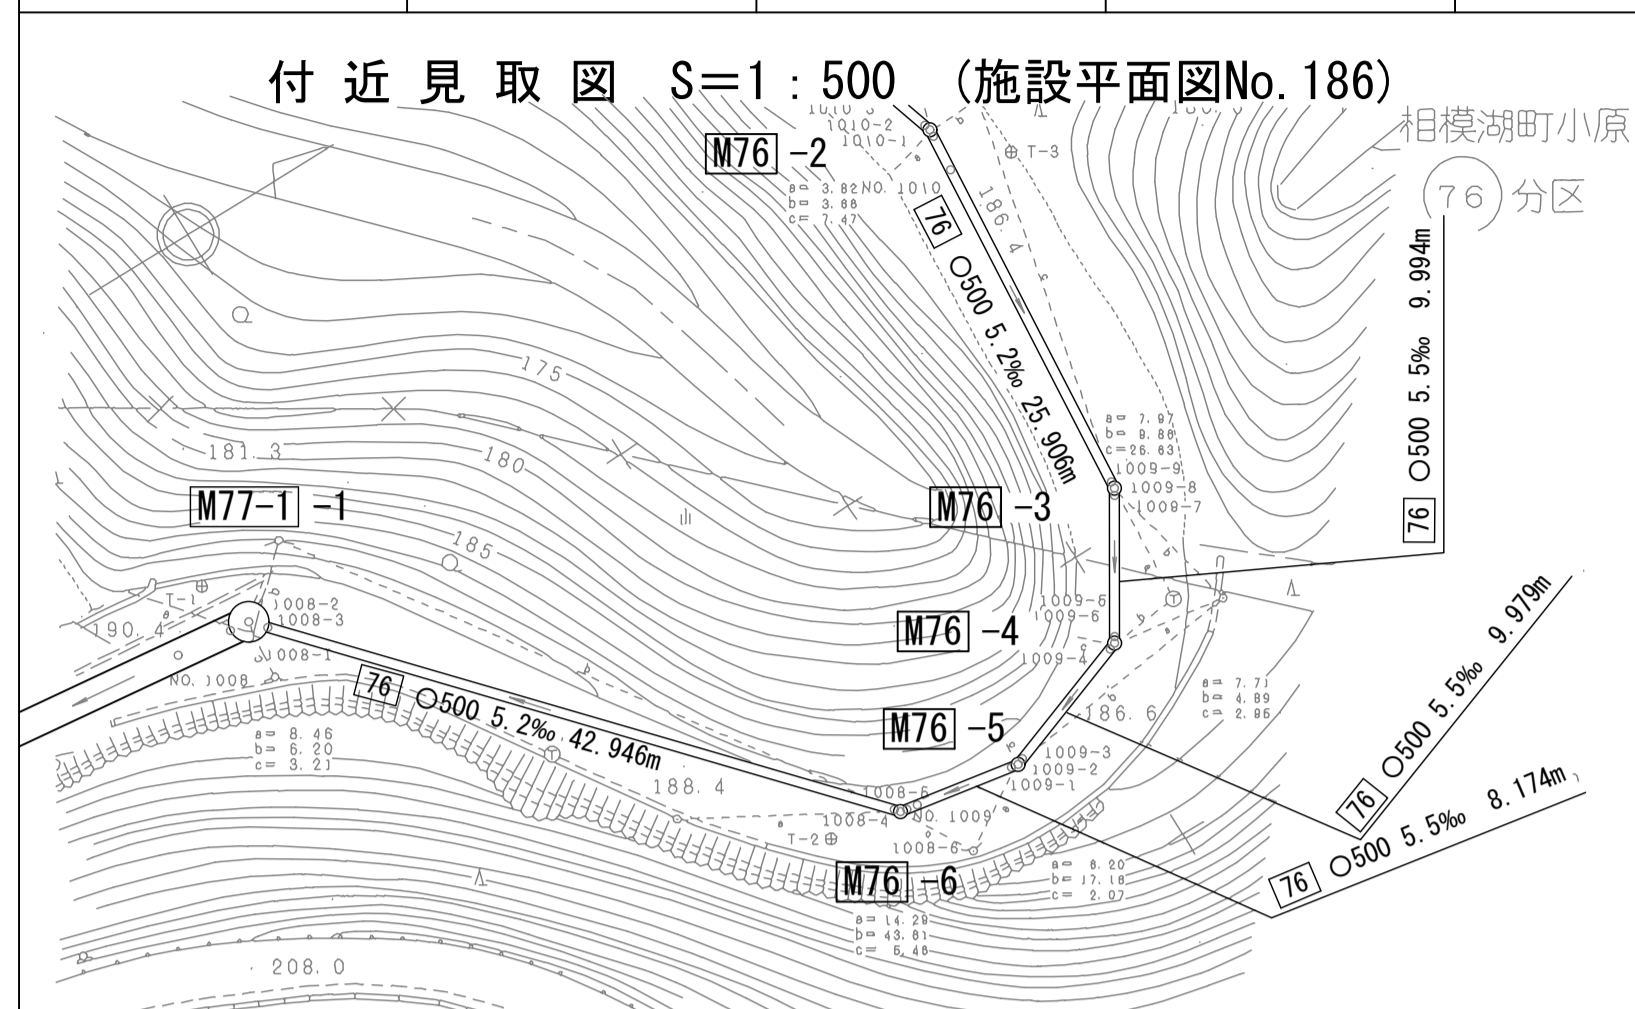 付近見取図 S=1:500 (施設平面図No.186)
相模湖町小原
76 分区
1010-2
1010-1
M76 -2
T-3
a= 3.82 NO. 1010
b= 3.88
c= 7.47
186.4
76 ○500 5.2‰ 25.906m
76 ○500 5.5‰ 9.994m
175
181.3
180
185
M77-1 -1
M76 -3
a= 7.97
b= 9.88
c=26.83
1009-9
1009-8
1009-7
T-1
190.4
1008-2
1008-3
1008-1
NO. 1008
1009-5
1009-6
M76 -4
1009-4
76 ○500 5.2‰ 42.946m
M76 -5
186.6
a= 7.71
b= 4.89
c= 2.86
76 ○500 5.5‰ 9.979m
a= 8.46
b= 6.20
c= 3.21
188.4
1009-3
1009-2
1009-1
1008-5
1008-4
NO. 1009
T-2
1008-6
76 ○500 5.5‰ 8.174m
M76 -6
a= 8.20
b=17.18
c= 2.07
a=14.29
b=43.81
c= 5.48
208.0